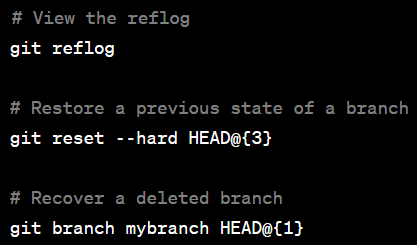 # View the reflog
git reflog
# Restore a previous state of a branch
git reset --hard HEAD@{3}
# Recover a deleted branch
git branch mybranch HEAD@{1}